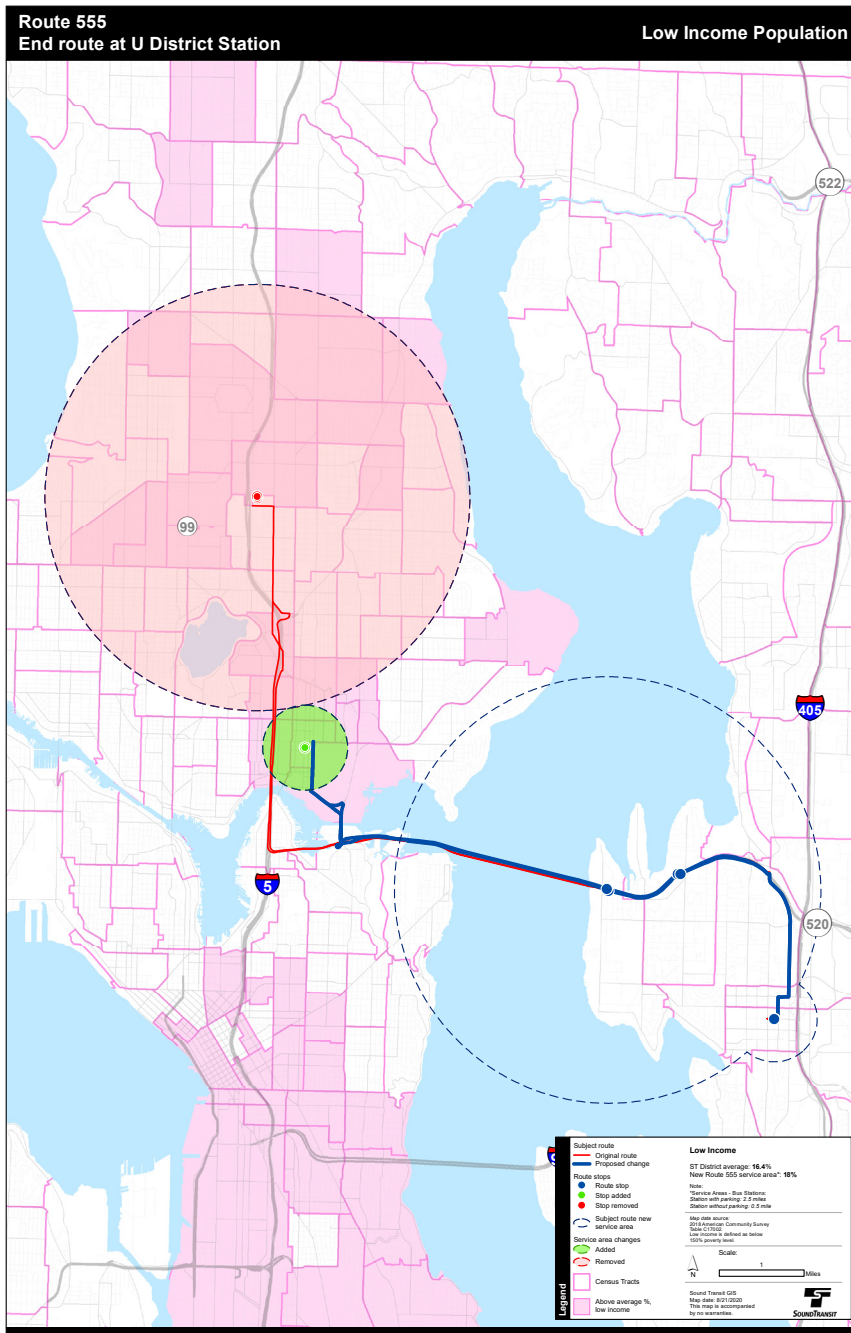 Route 555
End route at U District Station
Low Income Population
522
99
405
5
520
9
Legend
Subject route
Original route
Proposed change
Route stops
Route stop
Stop added
Stop removed
Subject route new
service area
Service area changes
Added
Removed
Census Tracts
Above average %,
low income
Low Income
ST District average: 16.4%
New Route 555 service area*: 18%
Note:
*Service Areas - Bus Stations:
Station with parking: 2.5 miles
Station without parking: 0.5 mile
Map data source:
2018 American Community Survey
Table C17002.
Low income is defined as below
150% poverty level.
Scale:
1
Miles
N
Sound Transit GIS
Map date: 8/21/2020
This map is accompanied
by no warranties.
SOUNDTRANSIT